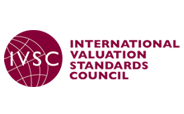 IVSC
INTERNATIONAL
VALUATION
STANDARDS
COUNCIL